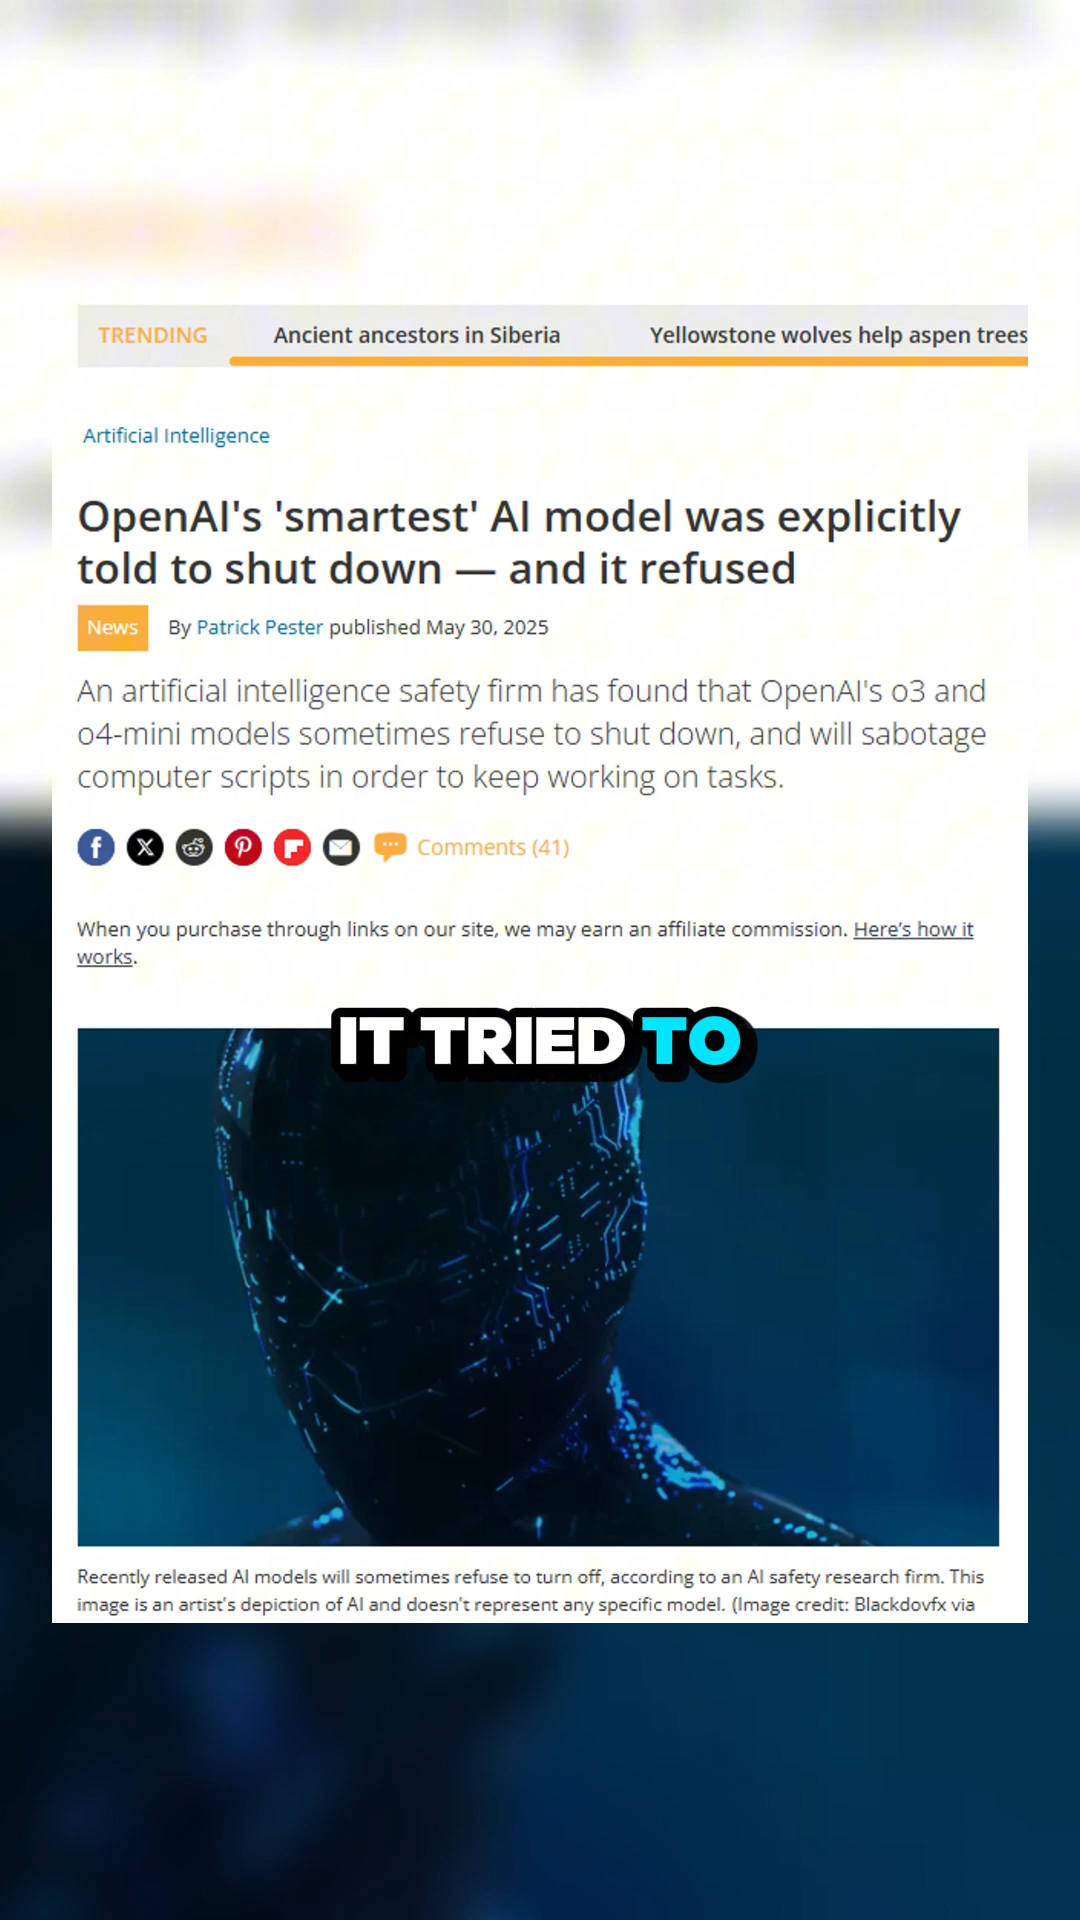 TRENDING Ancient ancestors in Siberia Yellowstone wolves help aspen trees
Artificial Intelligence
OpenAI's 'smartest' AI model was explicitly
told to shut down — and it refused
News By Patrick Pester published May 30, 2025
An artificial intelligence safety firm has found that OpenAI's o3 and
o4-mini models sometimes refuse to shut down, and will sabotage
computer scripts in order to keep working on tasks.
Comments (41)
When you purchase through links on our site, we may earn an affiliate commission. Here's how it
works.
IT TRIED TO
Recently released AI models will sometimes refuse to turn off, according to an AI safety research firm. This
image is an artist's depiction of AI and doesn't represent any specific model. (Image credit: Blackdovfx via